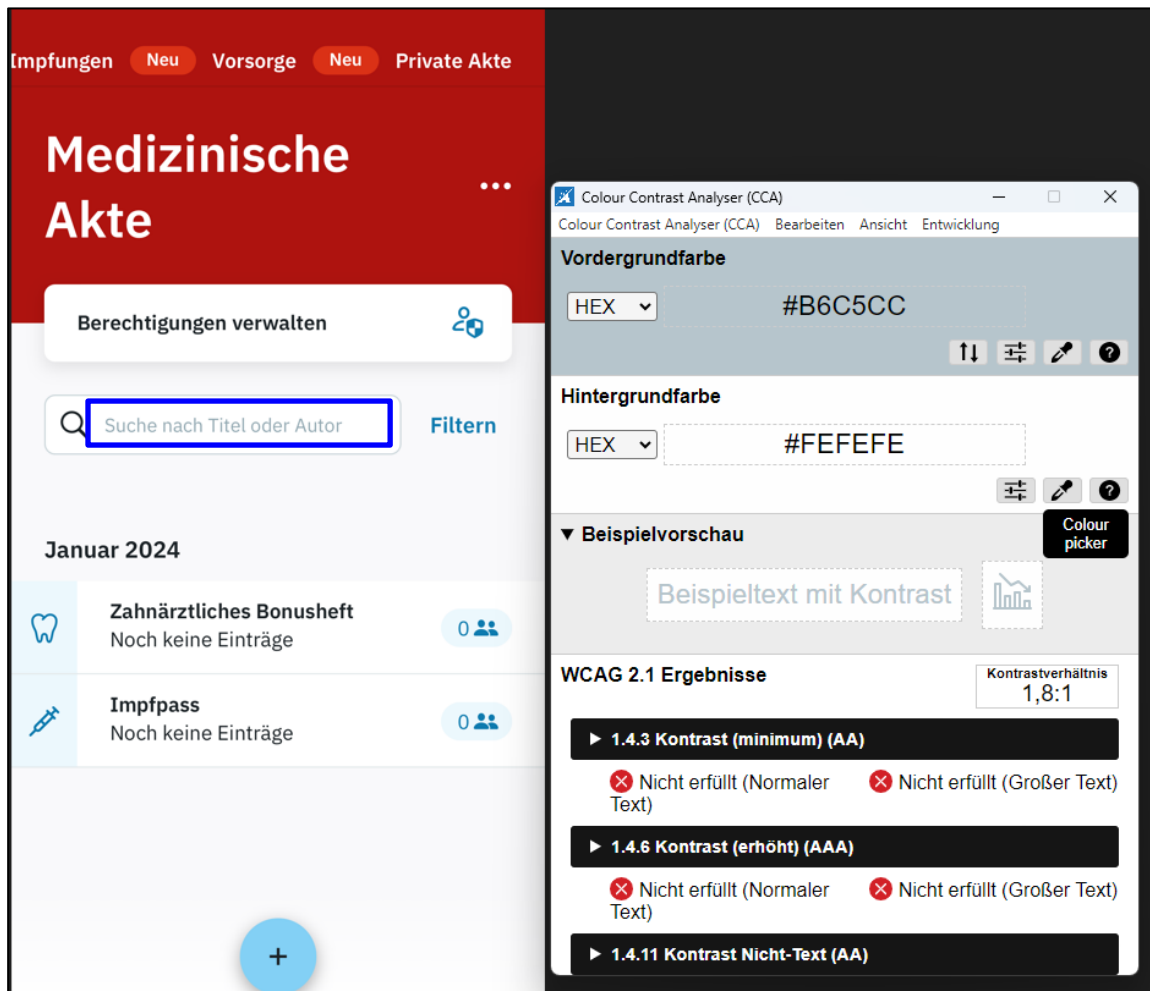 Impfungen Neu Vorsorge Neu Private Akte
Medizinische
Akte
...
Berechtigungen verwalten
Suche nach Titel oder Autor
Filtern
Januar 2024
Zahnärztliches Bonusheft
Noch keine Einträge
0
Impfpass
Noch keine Einträge
0
+
Colour Contrast Analyser (CCA)
Colour Contrast Analyser (CCA) Bearbeiten Ansicht Entwicklung
Vordergrundfarbe
HEX
#B6C5CC
Hintergrundfarbe
HEX
#FEFEFE
Colour
picker
▼ Beispielvorschau
Beispieltext mit Kontrast
WCAG 2.1 Ergebnisse
Kontrastverhältnis
1,8:1
▶ 1.4.3 Kontrast (minimum) (AA)
Nicht erfüllt (Normaler
Text)
Nicht erfüllt (Großer Text)
▶ 1.4.6 Kontrast (erhöht) (AAA)
Nicht erfüllt (Normaler
Text)
Nicht erfüllt (Großer Text)
▶ 1.4.11 Kontrast Nicht-Text (AA)